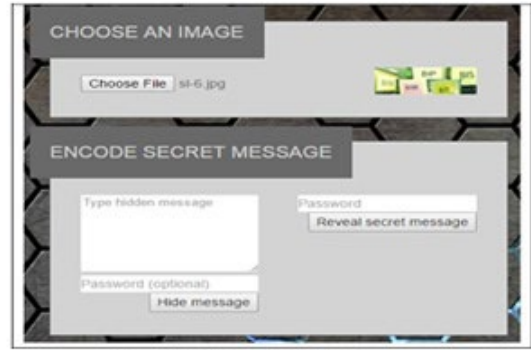 CHOOSE AN IMAGE
Choose File sl-6.jpg
ENCODE SECRET MESSAGE
Type hidden message
Password (optional)
Hide message
Password
Reveal secret message